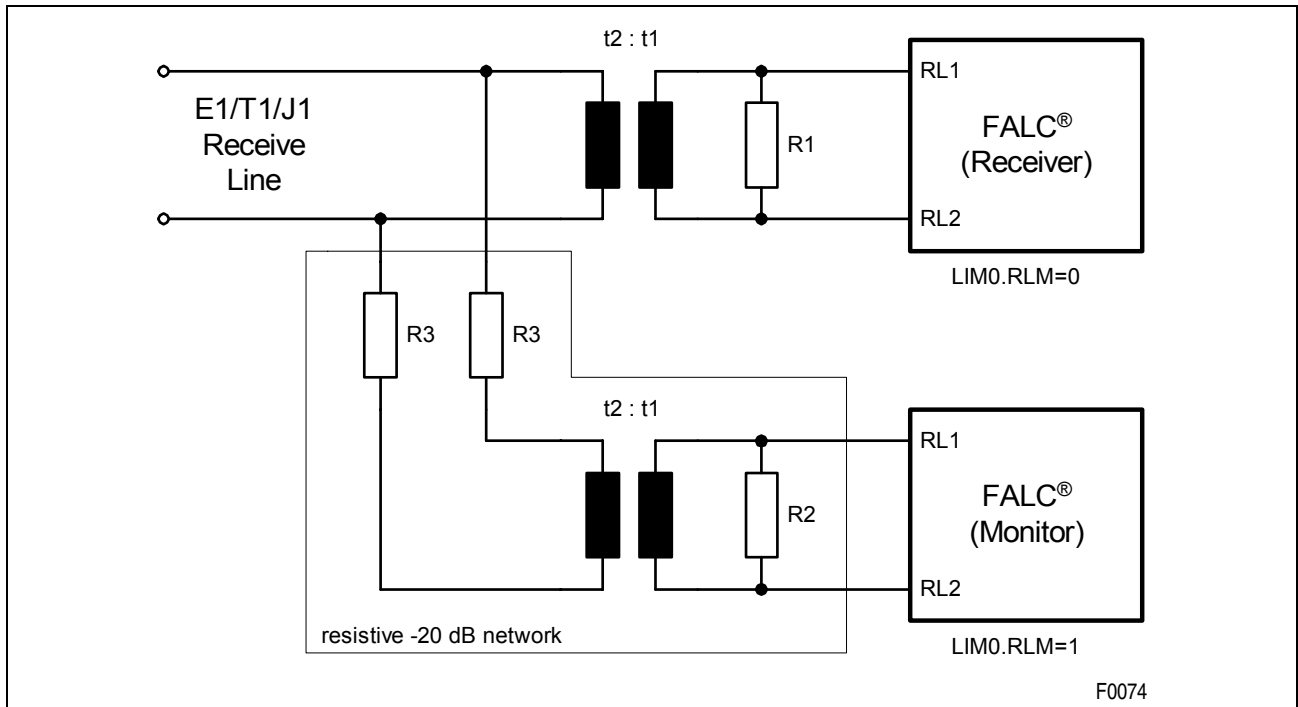 t2 : t1
E1/T1/J1
Receive
Line
R1
RL1
FALC®
(Receiver)
RL2
LIM0.RLM=0
R3
R3
t2 : t1
R2
RL1
FALC®
(Monitor)
RL2
resistive -20 dB network
LIM0.RLM=1
F0074